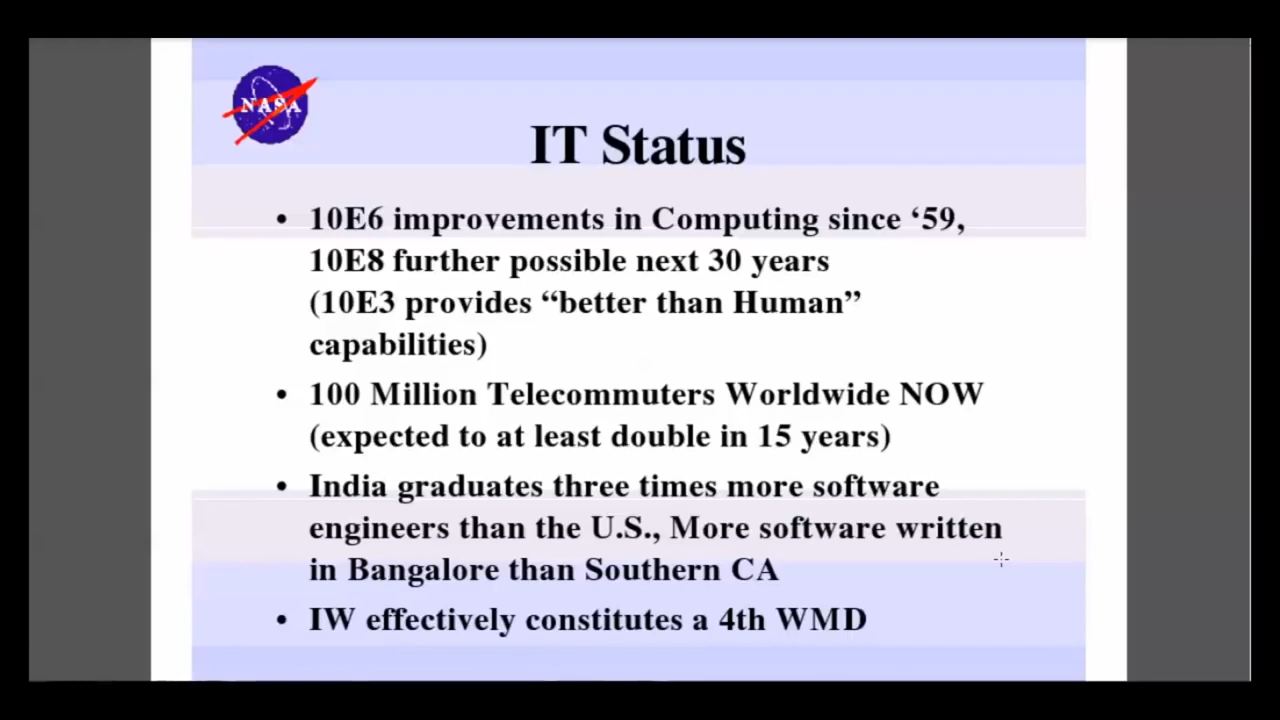 NASA
IT Status
• 10E6 improvements in Computing since ‘59,
10E8 further possible next 30 years
(10E3 provides “better than Human”
capabilities)
• 100 Million Telecommuters Worldwide NOW
(expected to at least double in 15 years)
• India graduates three times more software
engineers than the U.S., More software written
in Bangalore than Southern CA
• IW effectively constitutes a 4th WMD